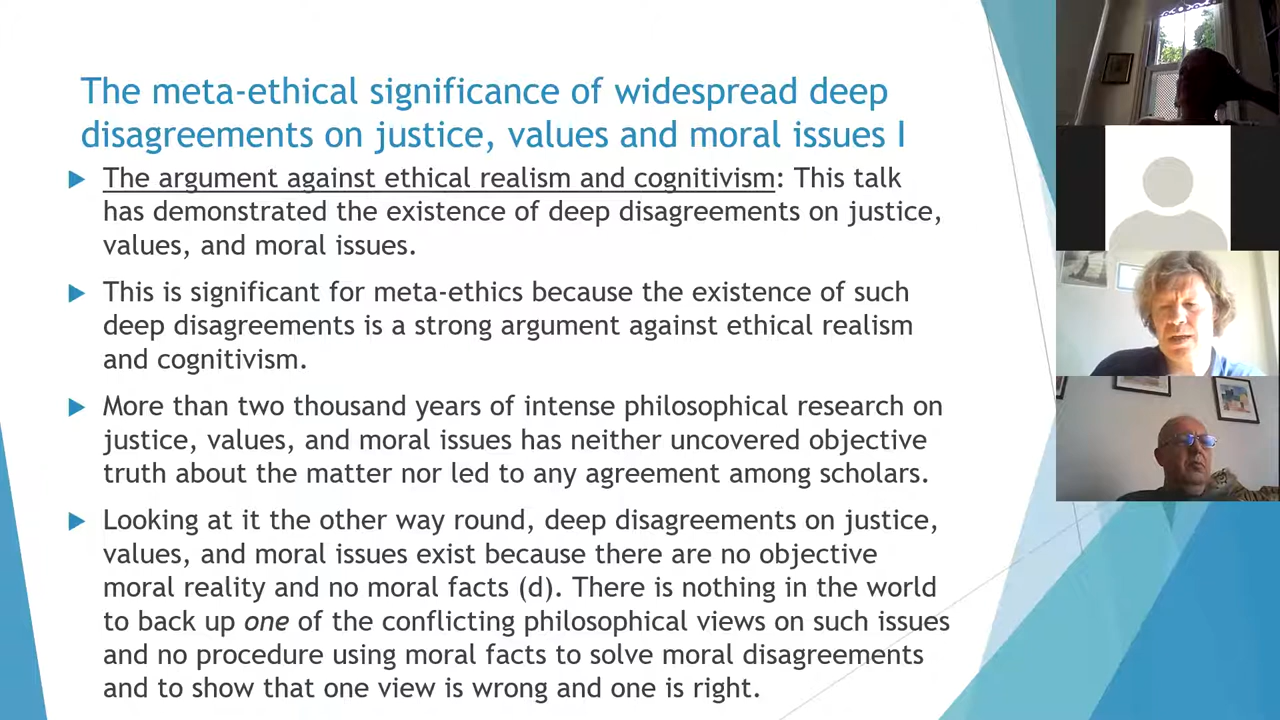 The meta-ethical significance of widespread deep
disagreements on justice, values and moral issues I
The argument against ethical realism and cognitivism: This talk
has demonstrated the existence of deep disagreements on justice,
values, and moral issues.
This is significant for meta-ethics because the existence of such
deep disagreements is a strong argument against ethical realism
and cognitivism.
More than two thousand years of intense philosophical research on
justice, values, and moral issues has neither uncovered objective
truth about the matter nor led to any agreement among scholars.
Looking at it the other way round, deep disagreements on justice,
values, and moral issues exist because there are no objective
moral reality and no moral facts (d). There is nothing in the world
to back up one of the conflicting philosophical views on such issues
and no procedure using moral facts to solve moral disagreements
and to show that one view is wrong and one is right.